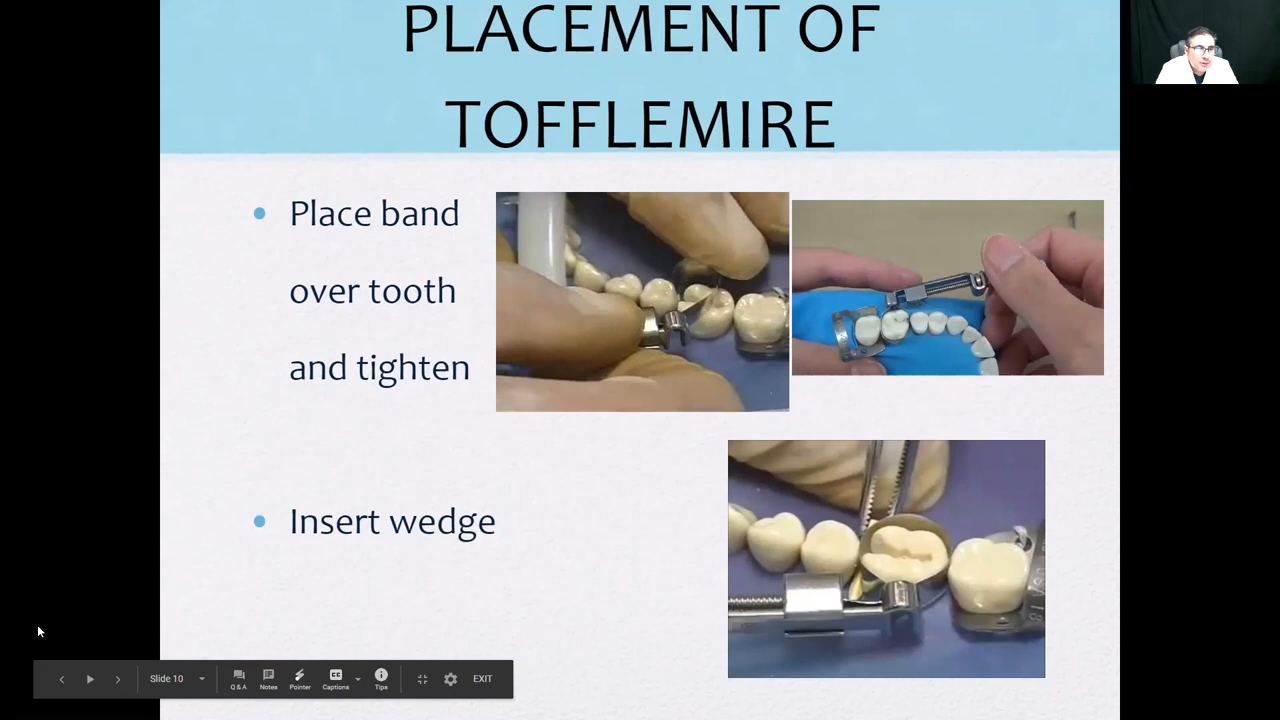 PLACEMENT OF
TOFFLEMIRE
Place band
over tooth
and tighten
Insert wedge
Slide 10
Q & A
Notes
Pointer
Captions
Tips
EXIT